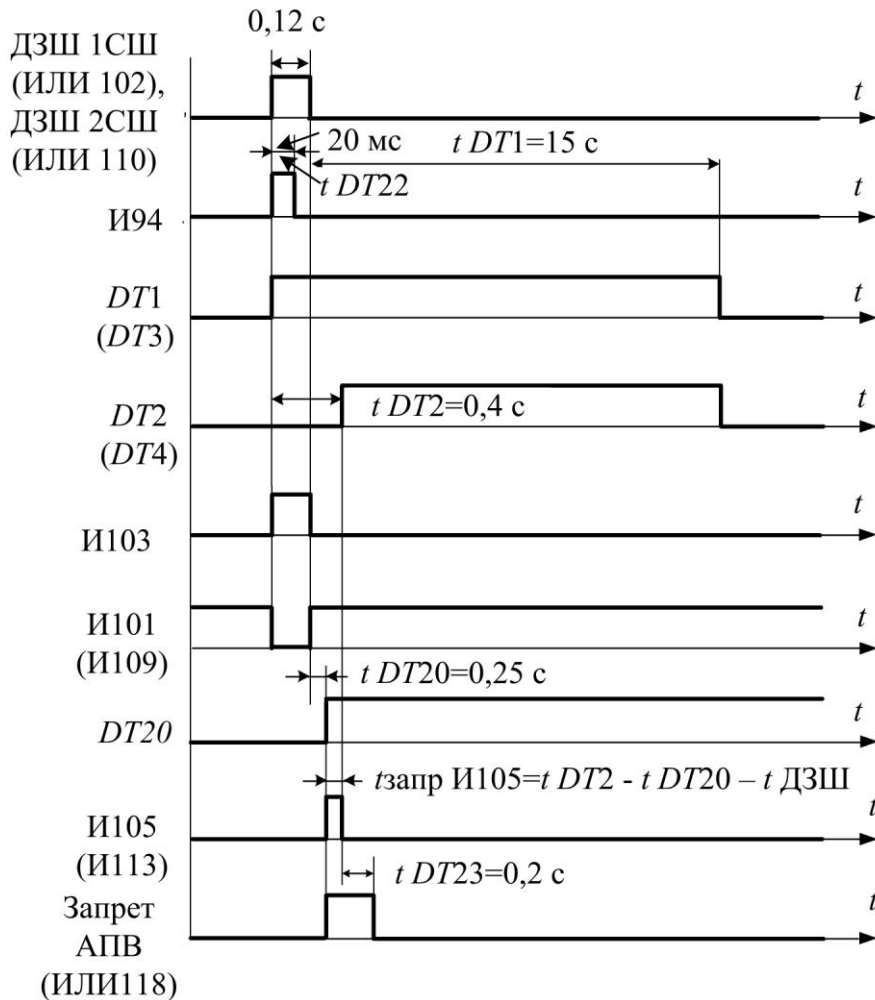 0,12 с
ДЗШ 1СШ
(ИЛИ 102),
ДЗШ 2СШ
(ИЛИ 110)
t
20 мс
t DT1=15 с
t DT22
t
И94
DT1
(DT3)
t
DT2
(DT4)
t DT2=0,4 с
t
И103
t
И101
(И109)
t
t DT20=0,25 с
DT20
t
tзапр И105=t DT2 - t DT20 – t ДЗШ
И105
(И113)
t
t DT23=0,2 с
Запрет
АПВ
(ИЛИ118)
t